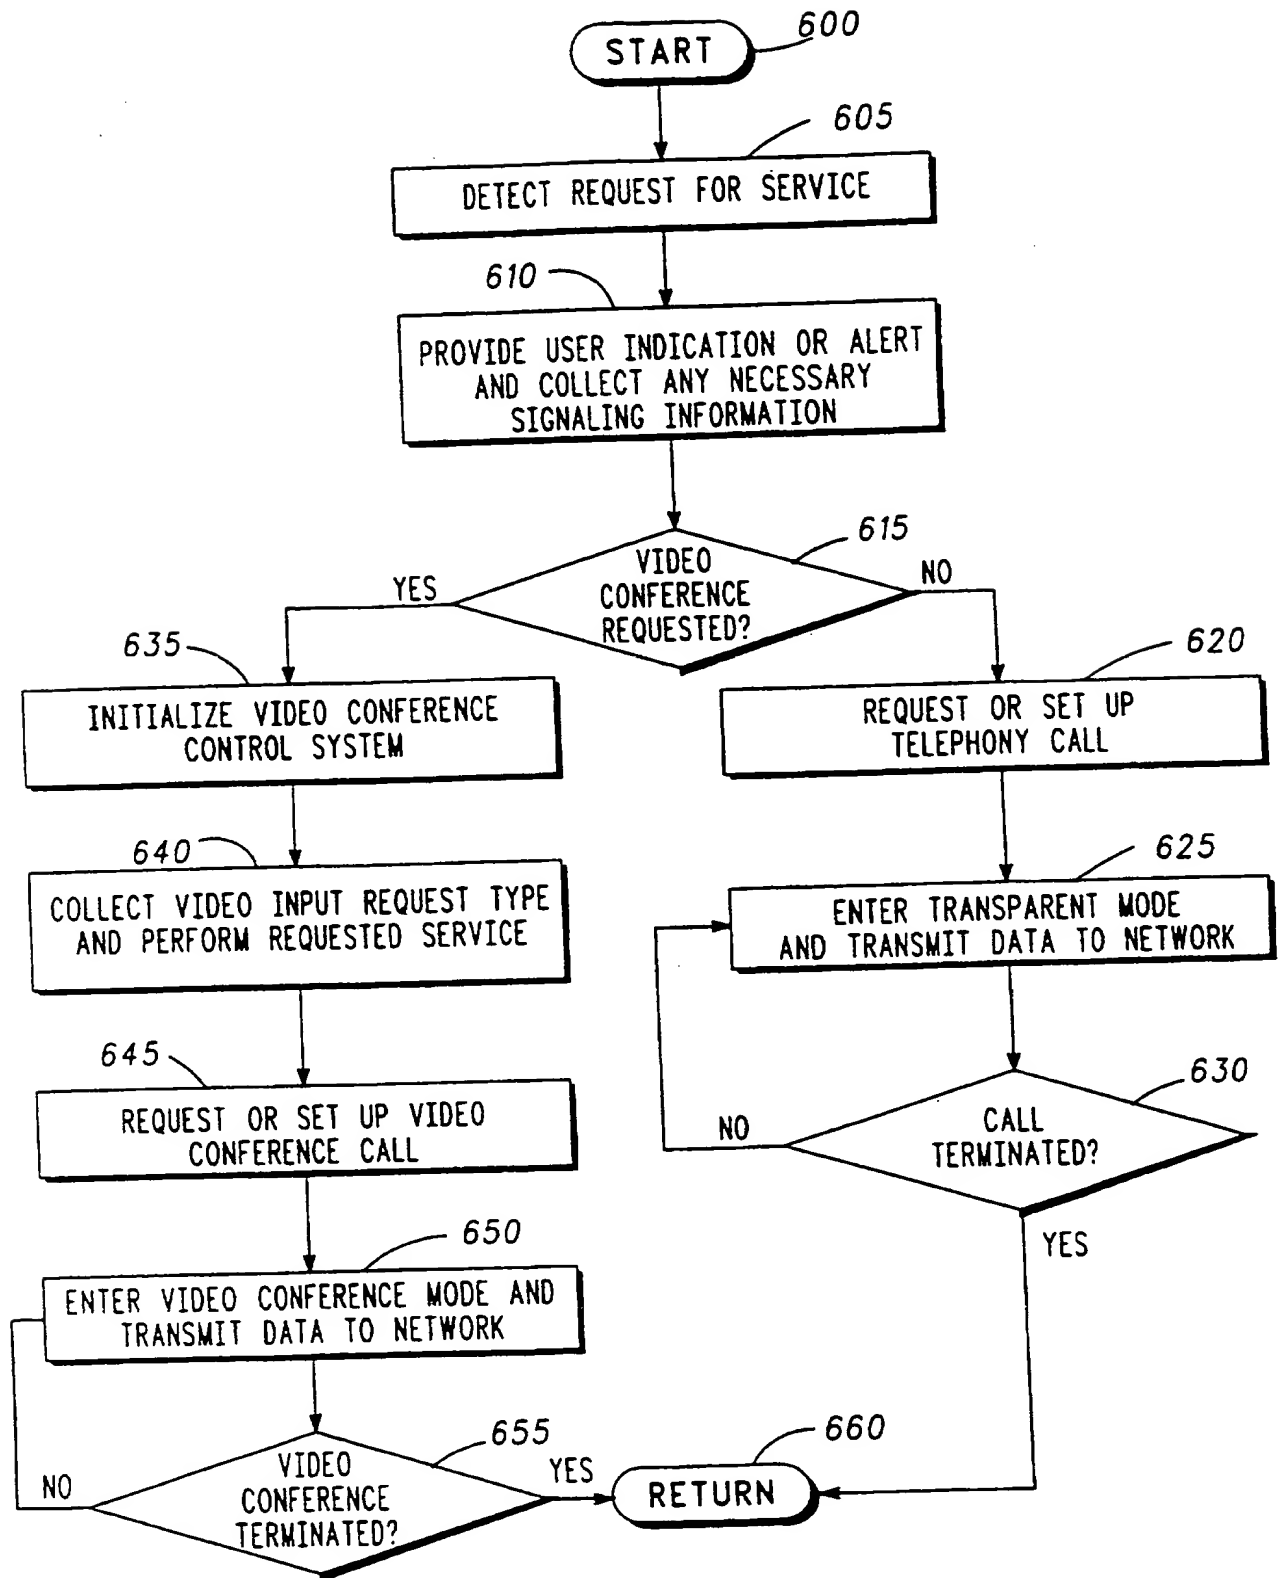 START
600
605
DETECT REQUEST FOR SERVICE
610
PROVIDE USER INDICATION OR ALERT
AND COLLECT ANY NECESSARY
SIGNALING INFORMATION
615
VIDEO
CONFERENCE
REQUESTED?
YES
NO
635
INITIALIZE VIDEO CONFERENCE
CONTROL SYSTEM
620
REQUEST OR SET UP
TELEPHONY CALL
640
COLLECT VIDEO INPUT REQUEST TYPE
AND PERFORM REQUESTED SERVICE
625
ENTER TRANSPARENT MODE
AND TRANSMIT DATA TO NETWORK
645
REQUEST OR SET UP VIDEO
CONFERENCE CALL
630
CALL
TERMINATED?
NO
YES
650
ENTER VIDEO CONFERENCE MODE AND
TRANSMIT DATA TO NETWORK
655
VIDEO
CONFERENCE
TERMINATED?
NO
YES
660
RETURN